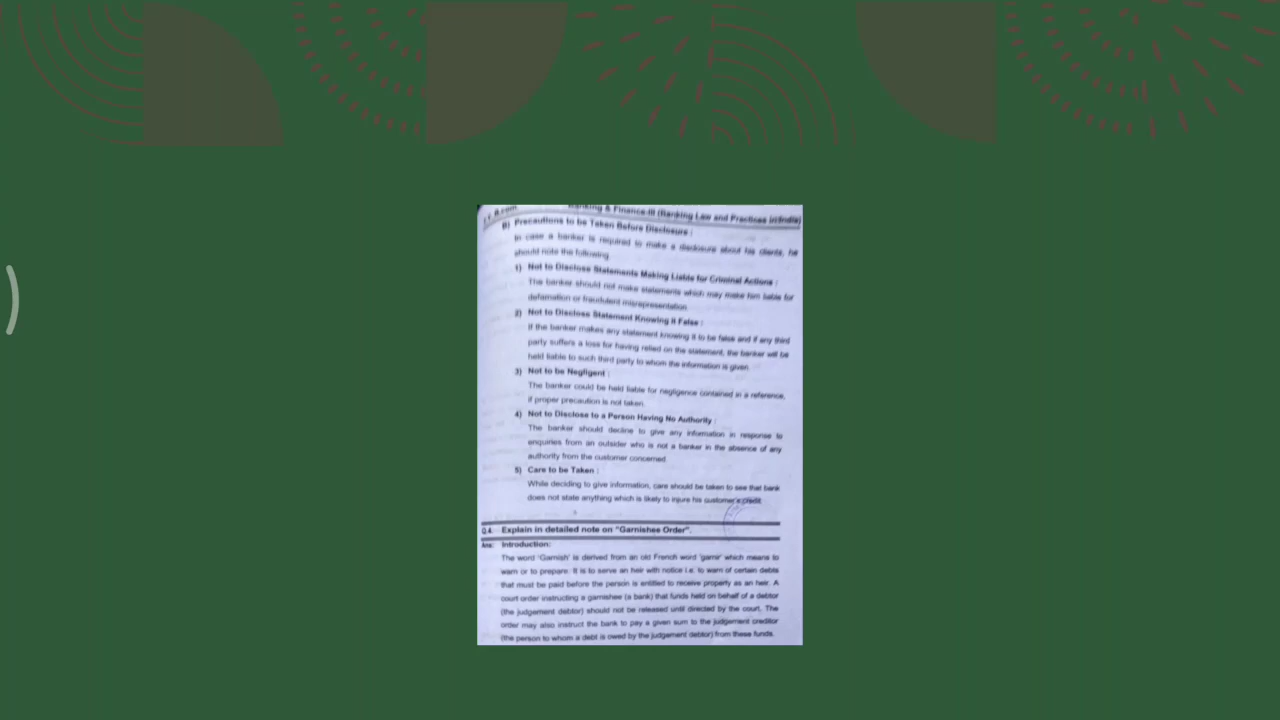 B.com Banking & Finance-III (Banking Law and Practices in India)
B) Precautions to be Taken Before Disclosure :
In case a banker is required to make a disclosure about his clients, he
should note the following.
1) Not to Disclose Statements Making Liable for Criminal Actions :
The banker should not make statements which may make him liable for
defamation or fraudulent misrepresentation.
2) Not to Disclose Statement Knowing it False :
If the banker makes any statement knowing it to be false and if any third
party suffers a loss for having relied on the statement, the banker will be
held liable to such third party to whom the information is given.
3) Not to be Negligent :
The banker could be held liable for negligence contained in a reference,
if proper precaution is not taken.
4) Not to Disclose to a Person Having No Authority :
The banker should decline to give any information in response to
enquiries from an outsider who is not a banker in the absence of any
authority from the customer concerned.
5) Care to be Taken :
While deciding to give information, care should be taken to see that bank
does not state anything which is likely to injure his customer's credit.
Q.4. Explain in detailed note on "Garnishee Order".
Ans: Introduction:
The word 'Garnish' is derived from an old French word 'garnir' which means to
warn or to prepare. It is to serve an heir with notice i.e. to warn of certain debts
that must be paid before the person is entitled to receive property as an heir. A
court order instructing a garnishee (a bank) that funds held on behalf of a debtor
(the judgement debtor) should not be released until directed by the court. The
order may also instruct the bank to pay a given sum to the judgement creditor
(the person to whom a debt is owed by the judgement debtor) from these funds.